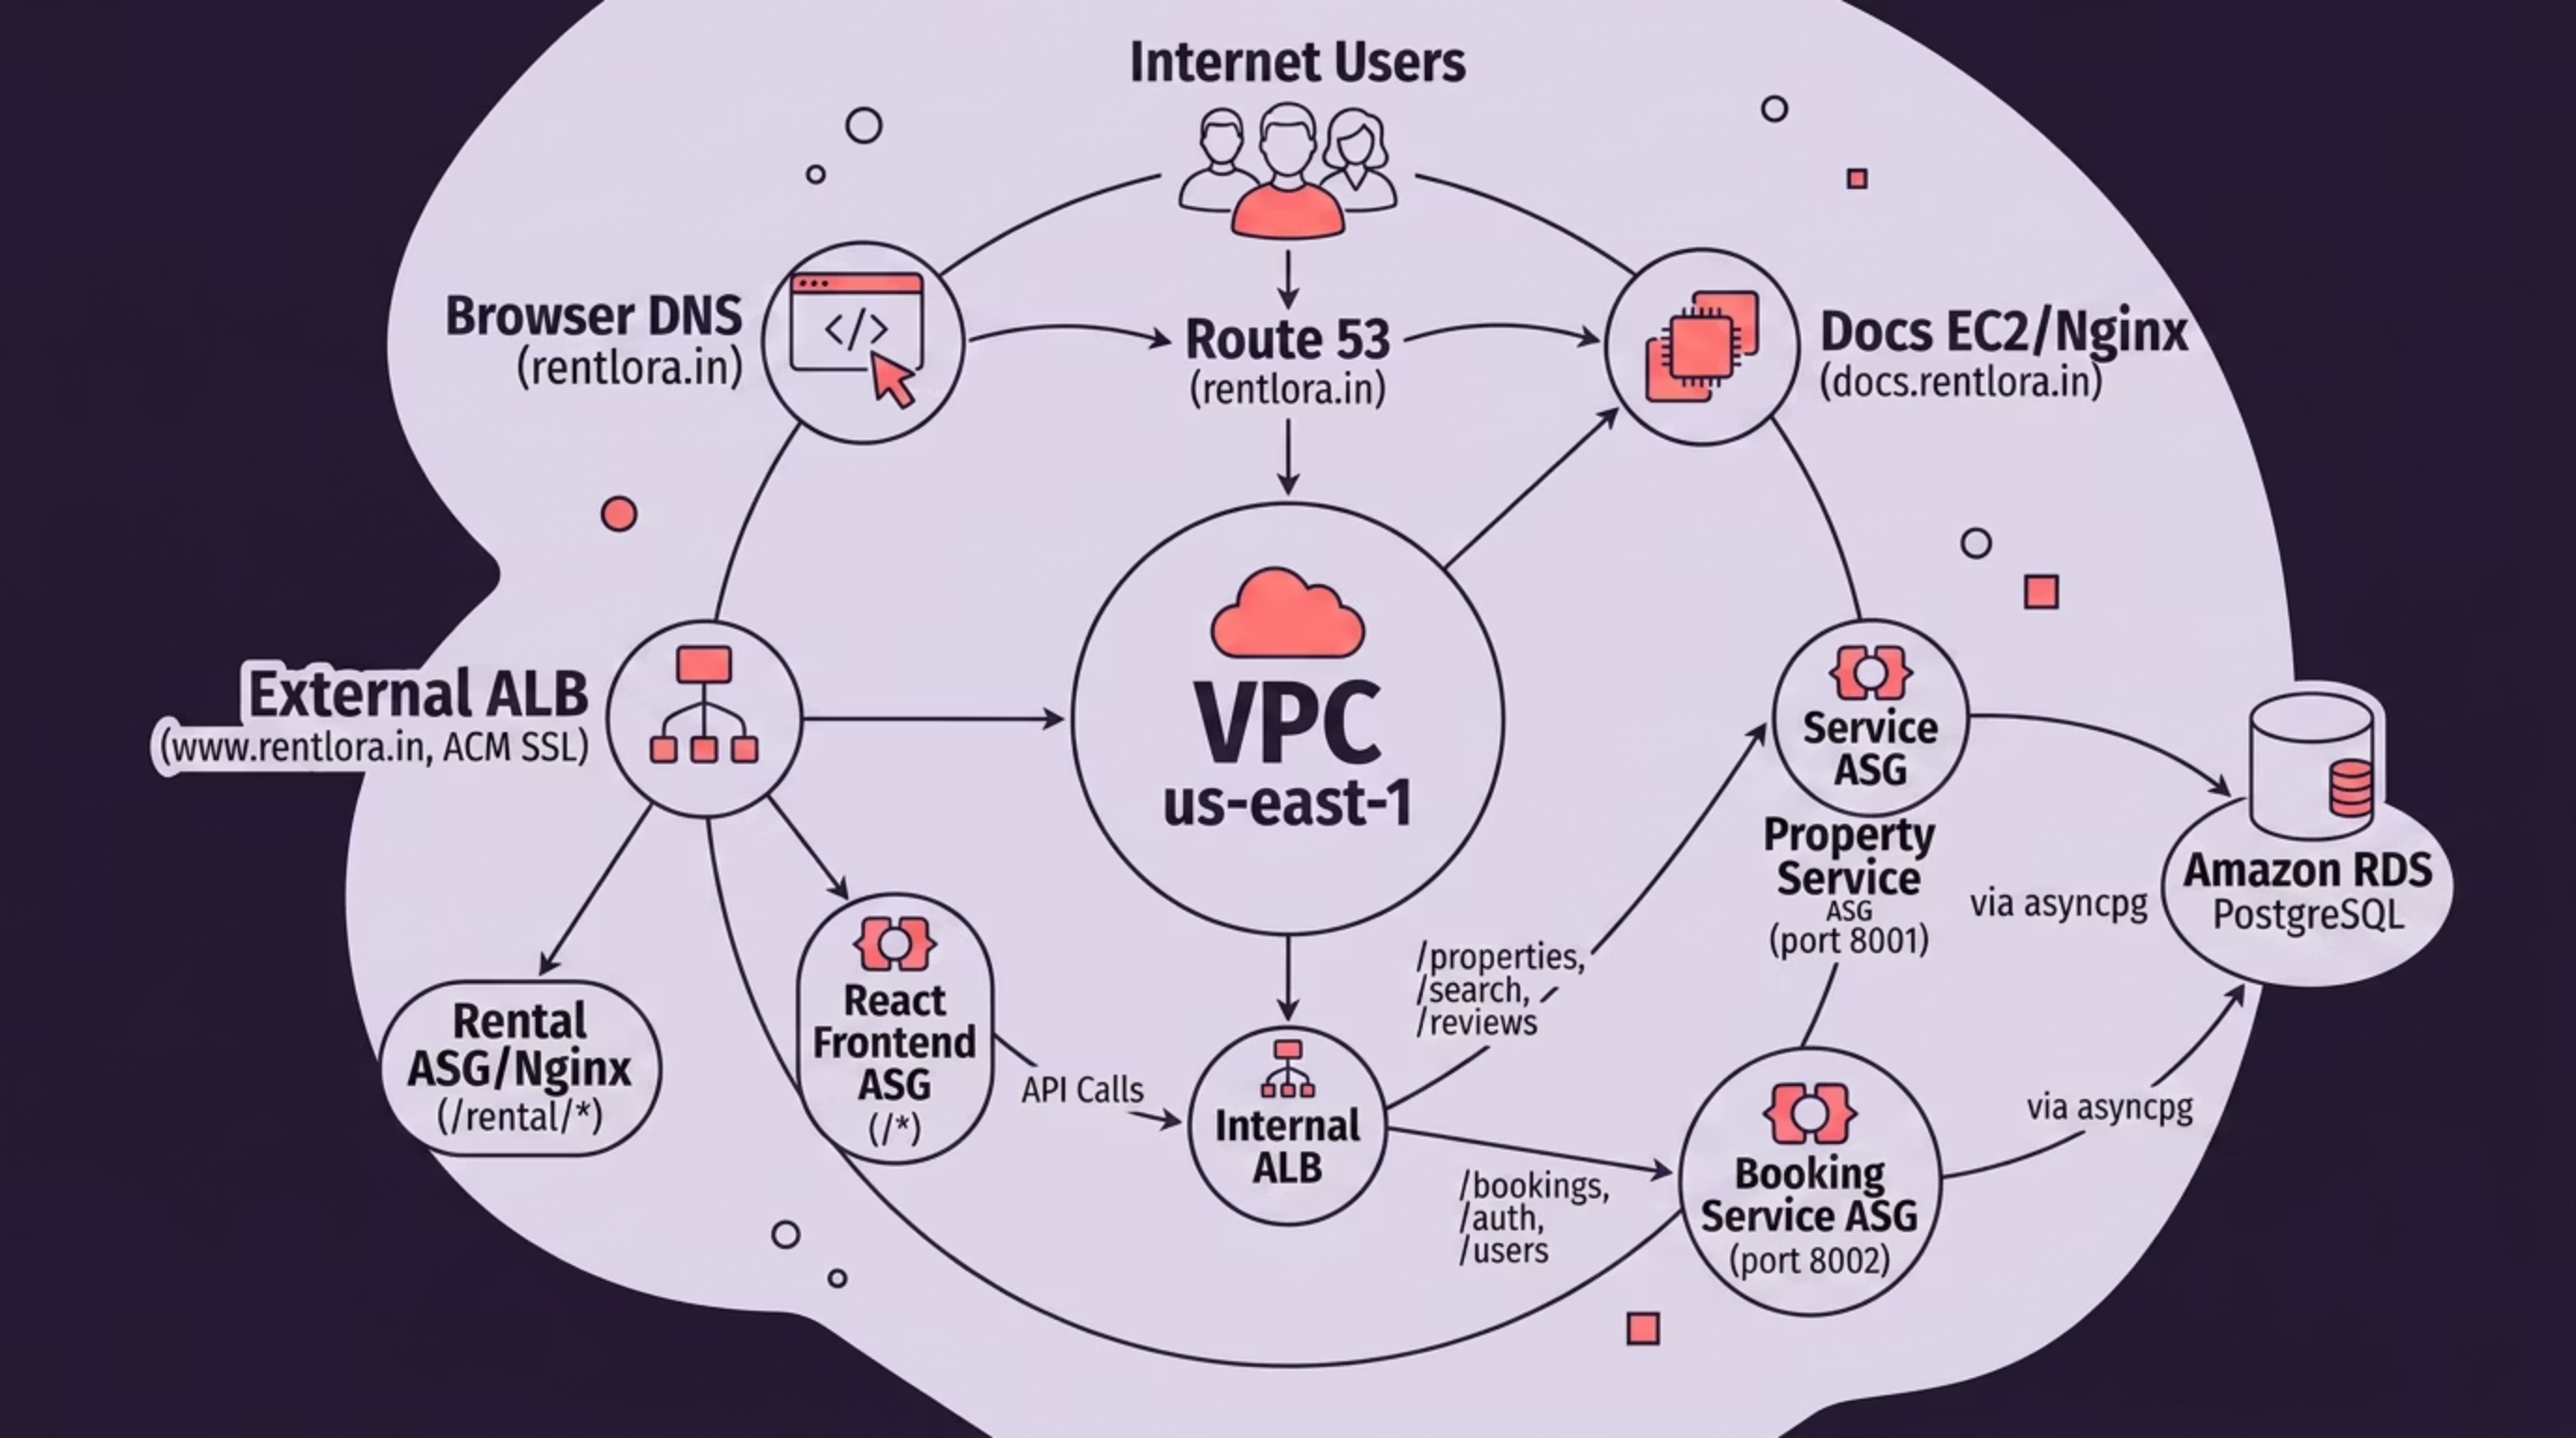 Internet Users
Browser DNS
(rentlora.in)
Route 53
(rentlora.in)
Docs EC2/Nginx
(docs.rentlora.in)
External ALB
(www.rentlora.in, ACM SSL)
VPC
us-east-1
Service
ASG
Property
Service
ASG
(port 8001)
via asyncpg
Amazon RDS
PostgreSQL
Rental
ASG/Nginx
(/rental/*)
React
Frontend
ASG
(/*)
API Calls
Internal
ALB
/properties,
/search,
/reviews
/bookings,
/auth,
/users
Booking
Service ASG
(port 8002)
via asyncpg